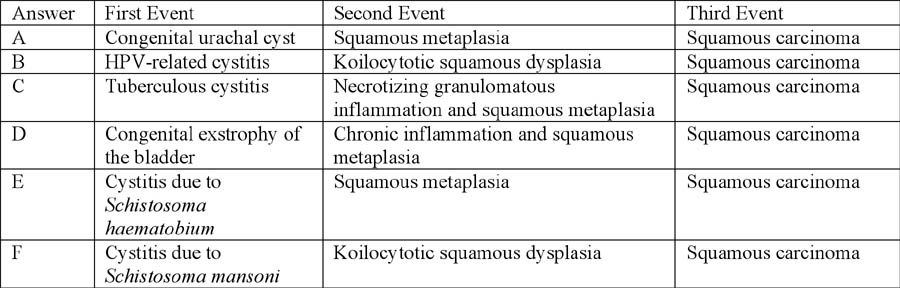 Answer First Event Second Event Third Event
A Congenital urachal cyst Squamous metaplasia Squamous carcinoma
B HPV-related cystitis Koilocytotic squamous dysplasia Squamous carcinoma
C Tuberculous cystitis Necrotizing granulomatous Squamous carcinoma
inflammation and squamous metaplasia
D Congenital exstrophy of Chronic inflammation and squamous Squamous carcinoma
the bladder metaplasia
E Cystitis due to Squamous metaplasia Squamous carcinoma
Schistosoma
haematobium
F Cystitis due to Koilocytotic squamous dysplasia Squamous carcinoma
Schistosoma mansoni